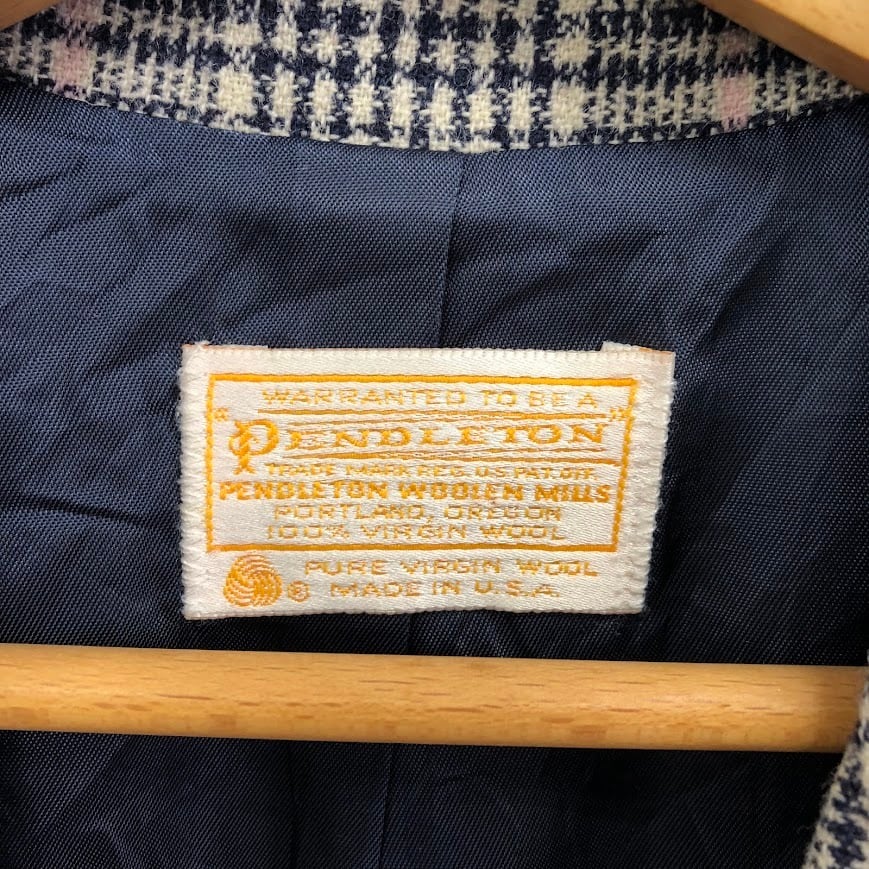 WARRANTED TO BE A
"PENDLETON"
TRADE MARK REG. U.S. PAT. OFF.
PENDLETON WOOLEN MILLS
PORTLAND, OREGON
100% VIRGIN WOOL
PURE VIRGIN WOOL
® MADE IN U.S.A.